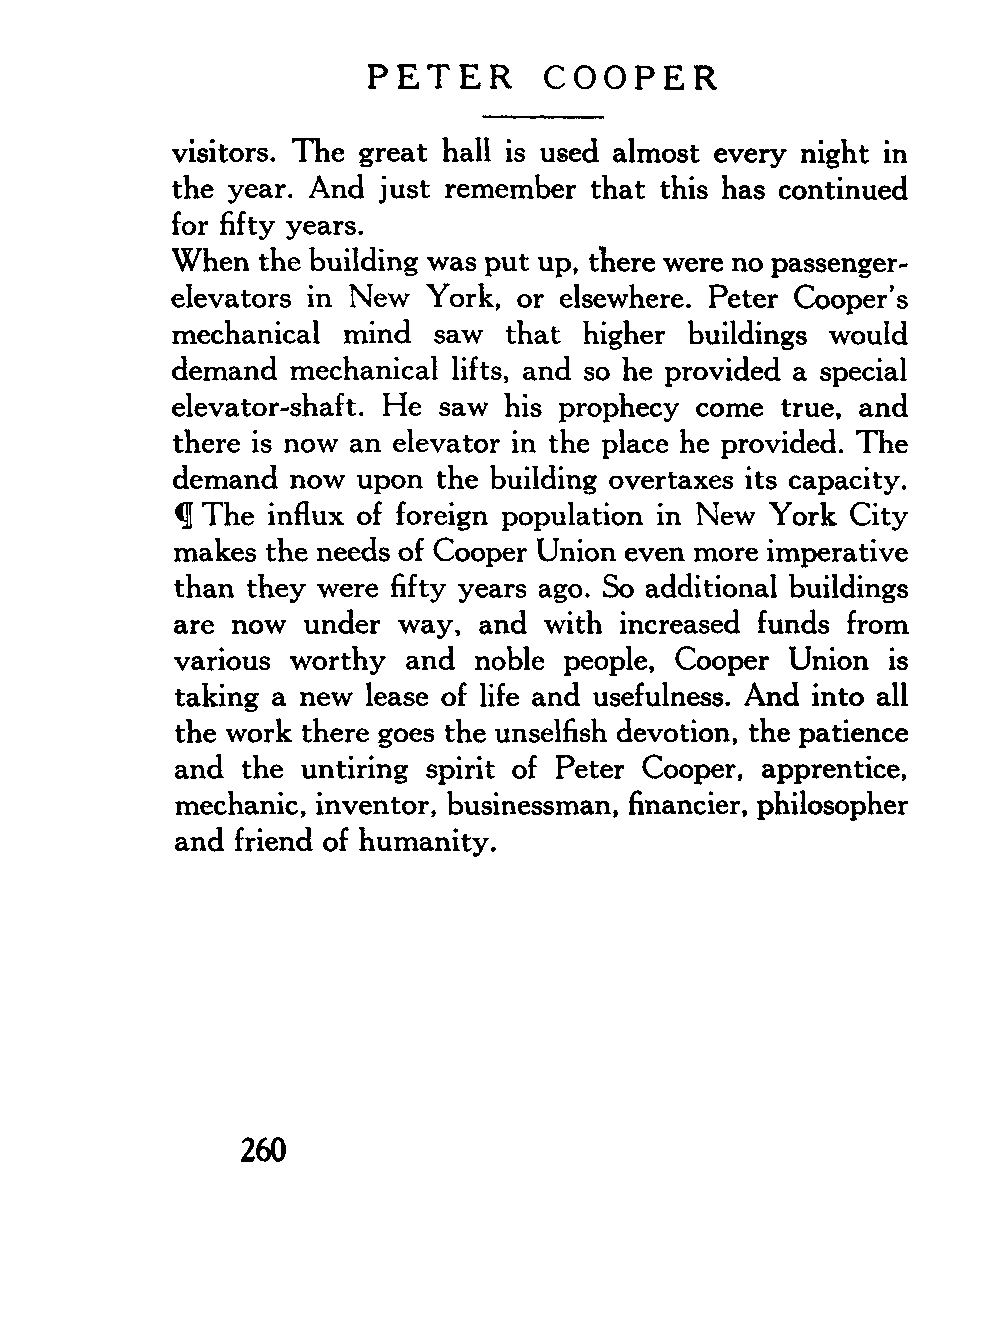 PETER COOPER
visitors. The great hall is used almost every night in
the year. And just remember that this has continued
for fifty years.
When the building was put up, there were no passenger-
elevators in New York, or elsewhere. Peter Cooper's
mechanical mind saw that higher buildings would
demand mechanical lifts, and so he provided a special
elevator-shaft. He saw his prophecy come true, and
there is now an elevator in the place he provided. The
demand now upon the building overtaxes its capacity.
¶ The influx of foreign population in New York City
makes the needs of Cooper Union even more imperative
than they were fifty years ago. So additional buildings
are now under way, and with increased funds from
various worthy and noble people, Cooper Union is
taking a new lease of life and usefulness. And into all
the work there goes the unselfish devotion, the patience
and the untiring spirit of Peter Cooper, apprentice,
mechanic, inventor, businessman, financier, philosopher
and friend of humanity.
260